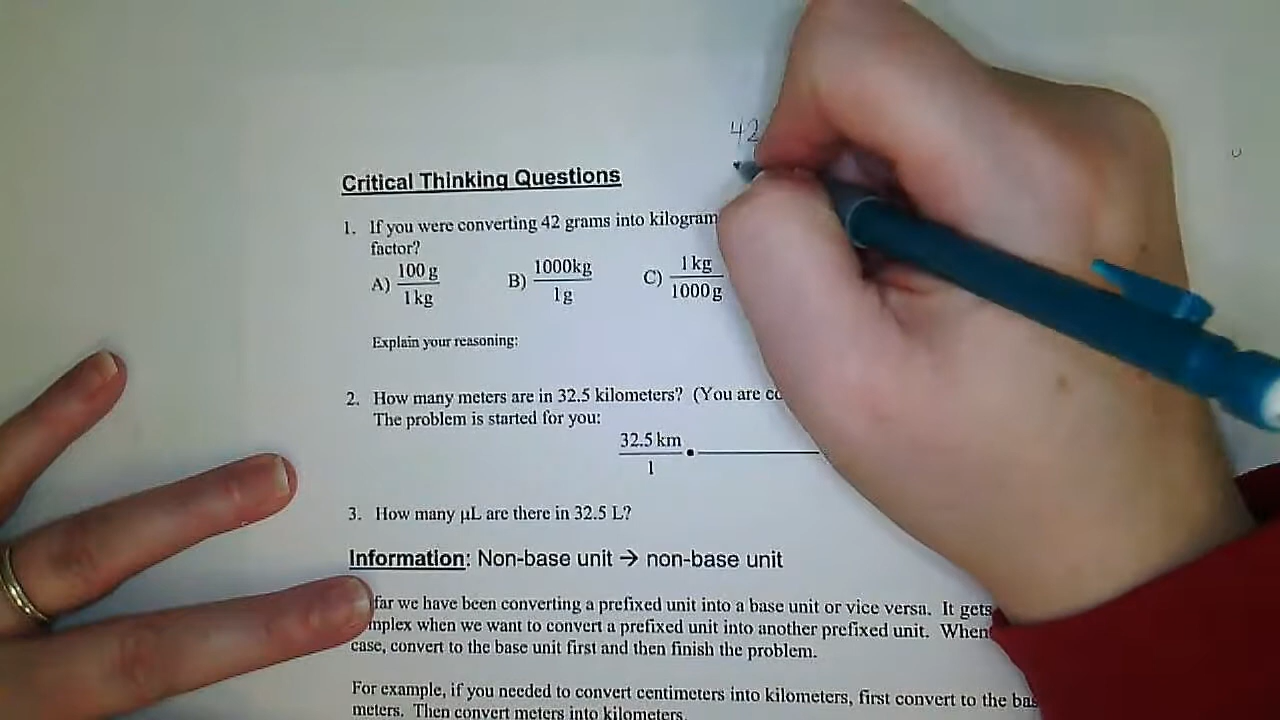 42
Critical Thinking Questions
1. If you were converting 42 grams into kilogram
factor?
A) 100 g / 1 kg B) 1000kg / 1g C) 1 kg / 1000 g
Explain your reasoning:
2. How many meters are in 32.5 kilometers? (You are
The problem is started for you:
32.5 km / 1 •
3. How many µL are there in 32.5 L?
Information: Non-base unit → non-base unit
far we have been converting a prefixed unit into a base unit or vice versa. It gets
mplex when we want to convert a prefixed unit into another prefixed unit. When
case, convert to the base unit first and then finish the problem.
For example, if you needed to convert centimeters into kilometers, first convert to the bas
meters. Then convert meters into kilometers.